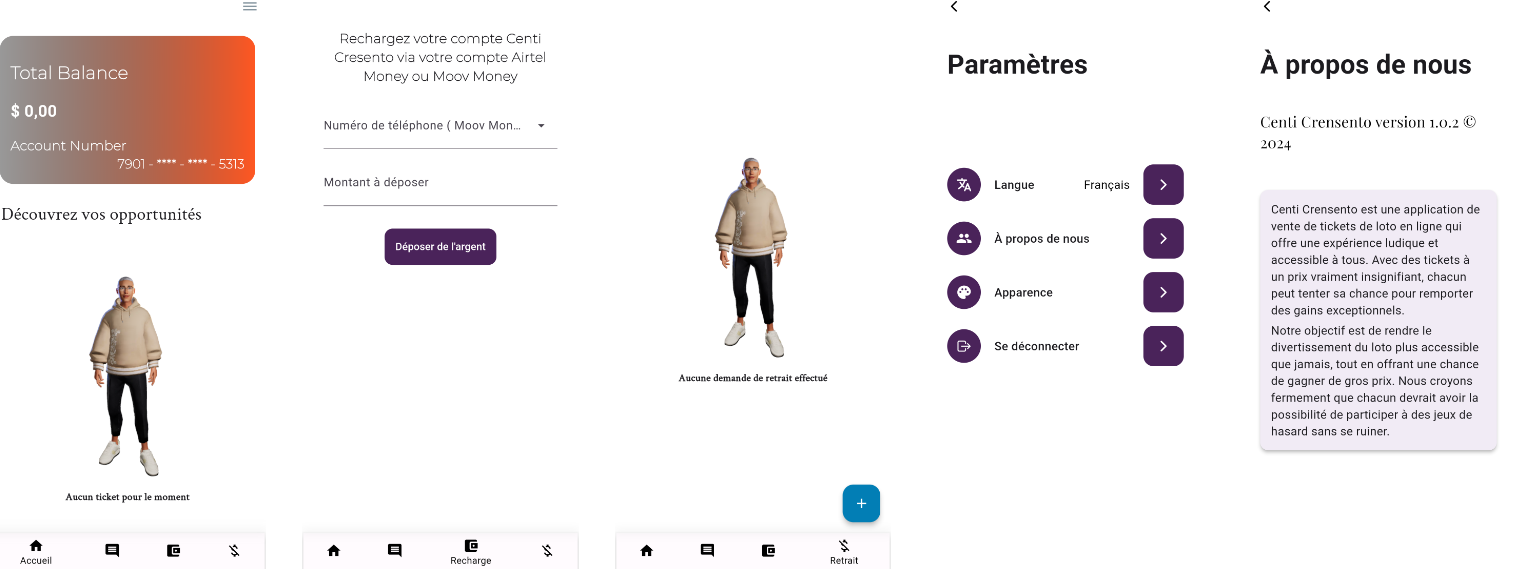 Total Balance
$ 0,00
Account Number
7901 - **** - **** - 5313
Découvrez vos opportunités
Aucun ticket pour le moment
Accueil
Rechargez votre compte Centi
Cresento via votre compte Airtel
Money ou Moov Money
Numéro de téléphone ( Moov Mon...
Montant à déposer
Déposer de l'argent
Recharge
Aucune demande de retrait effectué
+
Retrait
Paramètres
Langue Français
À propos de nous
Apparence
Se déconnecter
À propos de nous
Centi Crensento version 1.0.2 ©
2024
Centi Crensento est une application de
vente de tickets de loto en ligne qui
offre une expérience ludique et
accessible à tous. Avec des tickets à
un prix vraiment insignifiant, chacun
peut tenter sa chance pour remporter
des gains exceptionnels.
Notre objectif est de rendre le
divertissement du loto plus accessible
que jamais, tout en offrant une chance
de gagner de gros prix. Nous croyons
fermement que chacun devrait avoir la
possibilité de participer à des jeux de
hasard sans se ruiner.